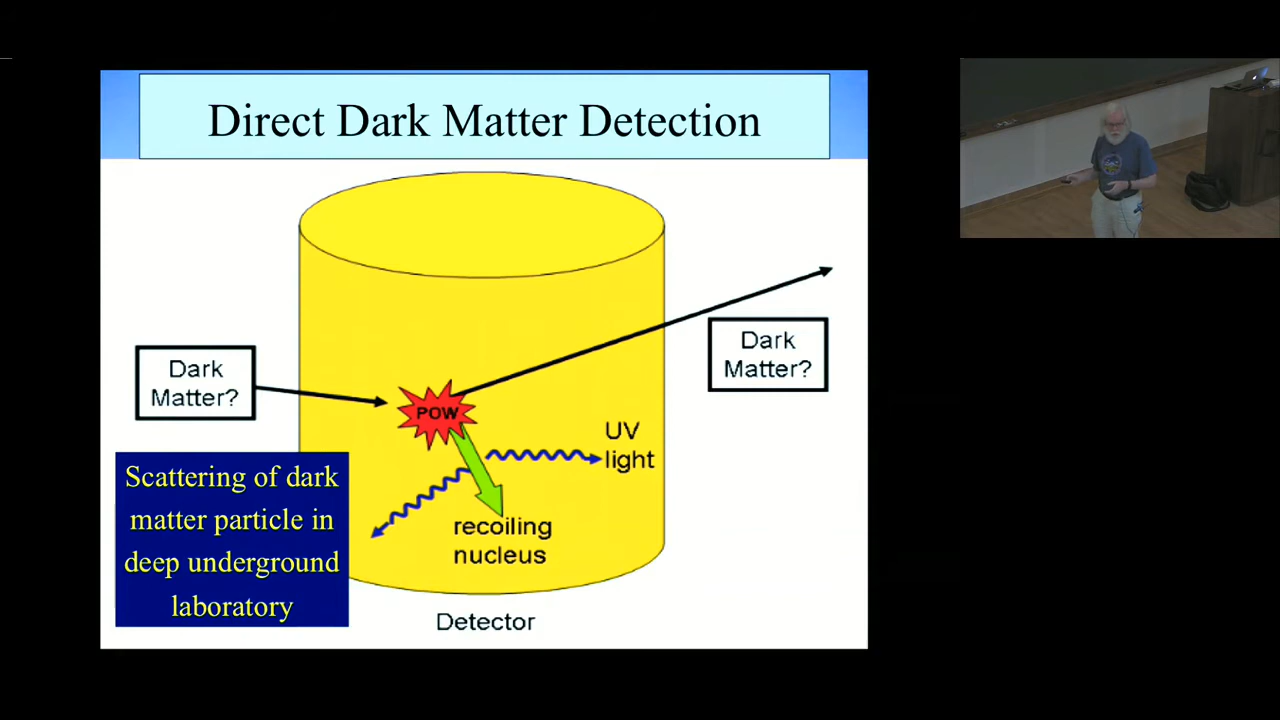 Direct Dark Matter Detection
Dark
Matter?
Dark
Matter?
POW
UV
light
Scattering of dark
matter particle in
deep underground
laboratory
recoiling
nucleus
Detector